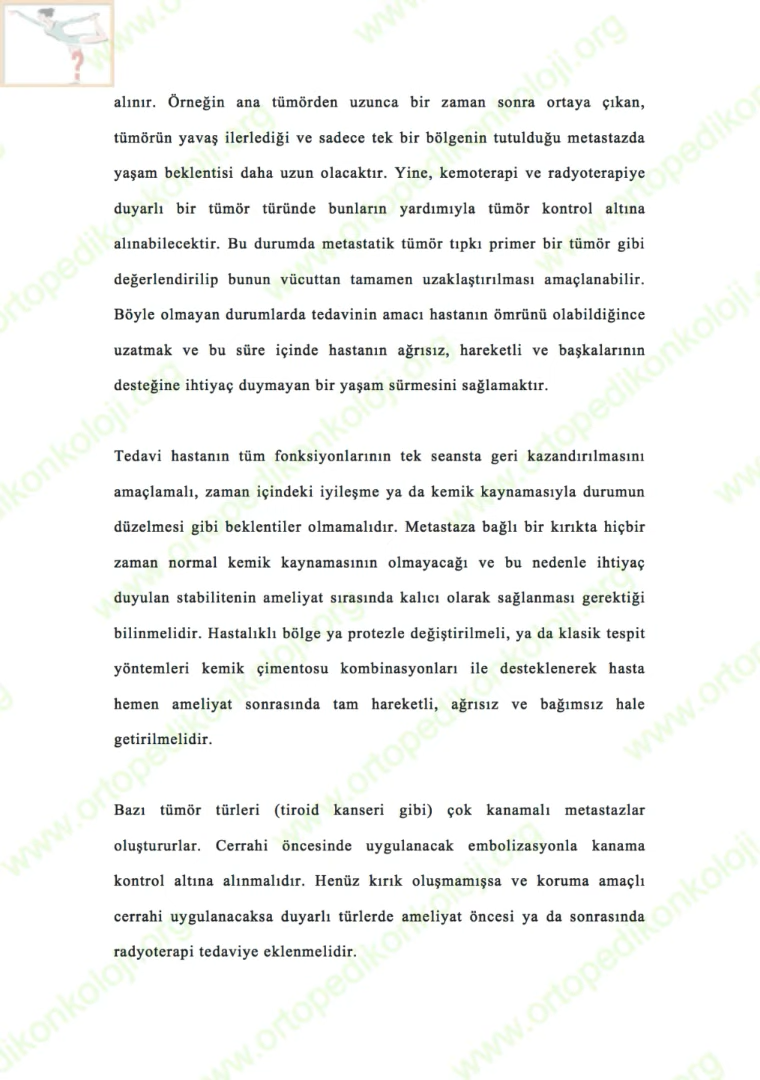 alınır. Örneğin ana tümörden uzunca bir zaman sonra ortaya çıkan,
tümörün yavaş ilerlediği ve sadece tek bir bölgenin tutulduğu metastazda
yaşam beklentisi daha uzun olacaktır. Yine, kemoterapi ve radyoterapiye
duyarlı bir tümör türünde bunların yardımıyla tümör kontrol altına
alınabilecektir. Bu durumda metastatik tümör tıpkı primer bir tümör gibi
değerlendirilip bunun vücuttan tamamen uzaklaştırılması amaçlanabilir.
Böyle olmayan durumlarda tedavinin amacı hastanın ömrünü olabildiğince
uzatmak ve bu süre içinde hastanın ağrısız, hareketli ve başkalarının
desteğine ihtiyaç duymayan bir yaşam sürmesini sağlamaktır.
Tedavi hastanın tüm fonksiyonlarının tek seansta geri kazandırılmasını
amaçlamalı, zaman içindeki iyileşme ya da kemik kaynamasıyla durumun
düzelmesi gibi beklentiler olmamalıdır. Metastaza bağlı bir kırıkta hiçbir
zaman normal kemik kaynamasının olmayacağı ve bu nedenle ihtiyaç
duyulan stabilitenin ameliyat sırasında kalıcı olarak sağlanması gerektiği
bilinmelidir. Hastalıklı bölge ya protezle değiştirilmeli, ya da klasik tespit
yöntemleri kemik çimentosu kombinasyonları ile desteklenerek hasta
hemen ameliyat sonrasında tam hareketli, ağrısız ve bağımsız hale
getirilmelidir.
Bazı tümör türleri (tiroid kanseri gibi) çok kanamalı metastazlar
oluştururlar. Cerrahi öncesinde uygulanacak embolizasyonla kanama
kontrol altına alınmalıdır. Henüz kırık oluşmamışsa ve koruma amaçlı
cerrahi uygulanacaksa duyarlı türlerde ameliyat öncesi ya da sonrasında
radyoterapi tedaviye eklenmelidir.
www.ortopedikonkoloji.org